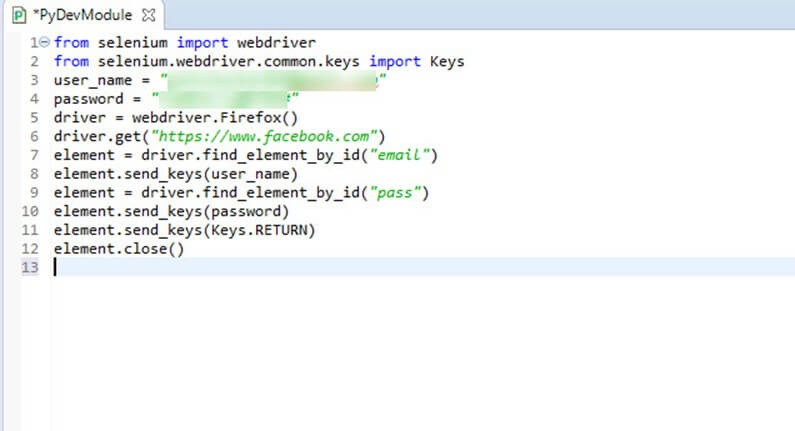 *PyDevModule
1 from selenium import webdriver
2 from selenium.webdriver.common.keys import Keys
3 user_name = " "
4 password = " "
5 driver = webdriver.Firefox()
6 driver.get("https://www.facebook.com")
7 element = driver.find_element_by_id("email")
8 element.send_keys(user_name)
9 element = driver.find_element_by_id("pass")
10 element.send_keys(password)
11 element.send_keys(Keys.RETURN)
12 element.close()
13